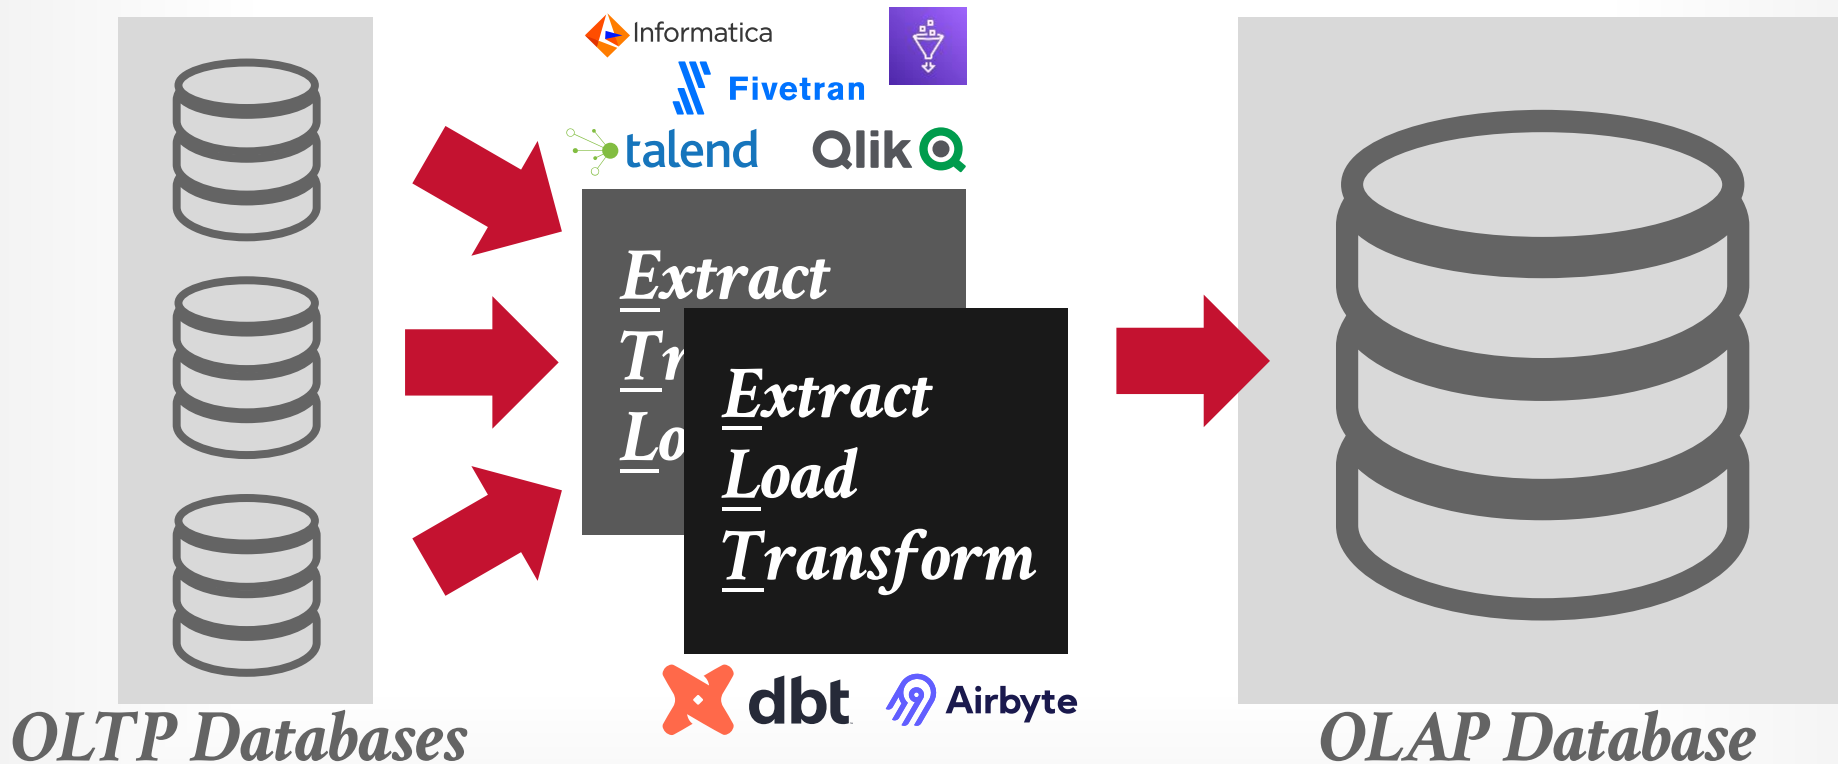 Informatica
Fivetran
talend
Qlik
Extract
Tr
Lo
Extract
Load
Transform
dbt
Airbyte
OLTP Databases
OLAP Database